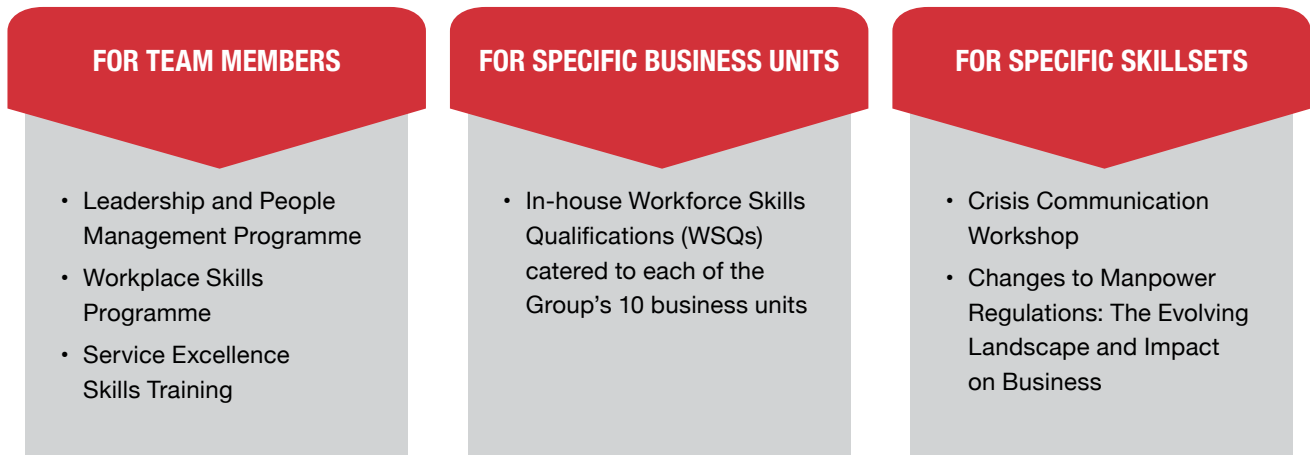 FOR TEAM MEMBERS
• Leadership and People
Management Programme
• Workplace Skills
Programme
• Service Excellence
Skills Training
FOR SPECIFIC BUSINESS UNITS
• In-house Workforce Skills
Qualifications (WSQs)
catered to each of the
Group’s 10 business units
FOR SPECIFIC SKILLSETS
• Crisis Communication
Workshop
• Changes to Manpower
Regulations: The Evolving
Landscape and Impact
on Business